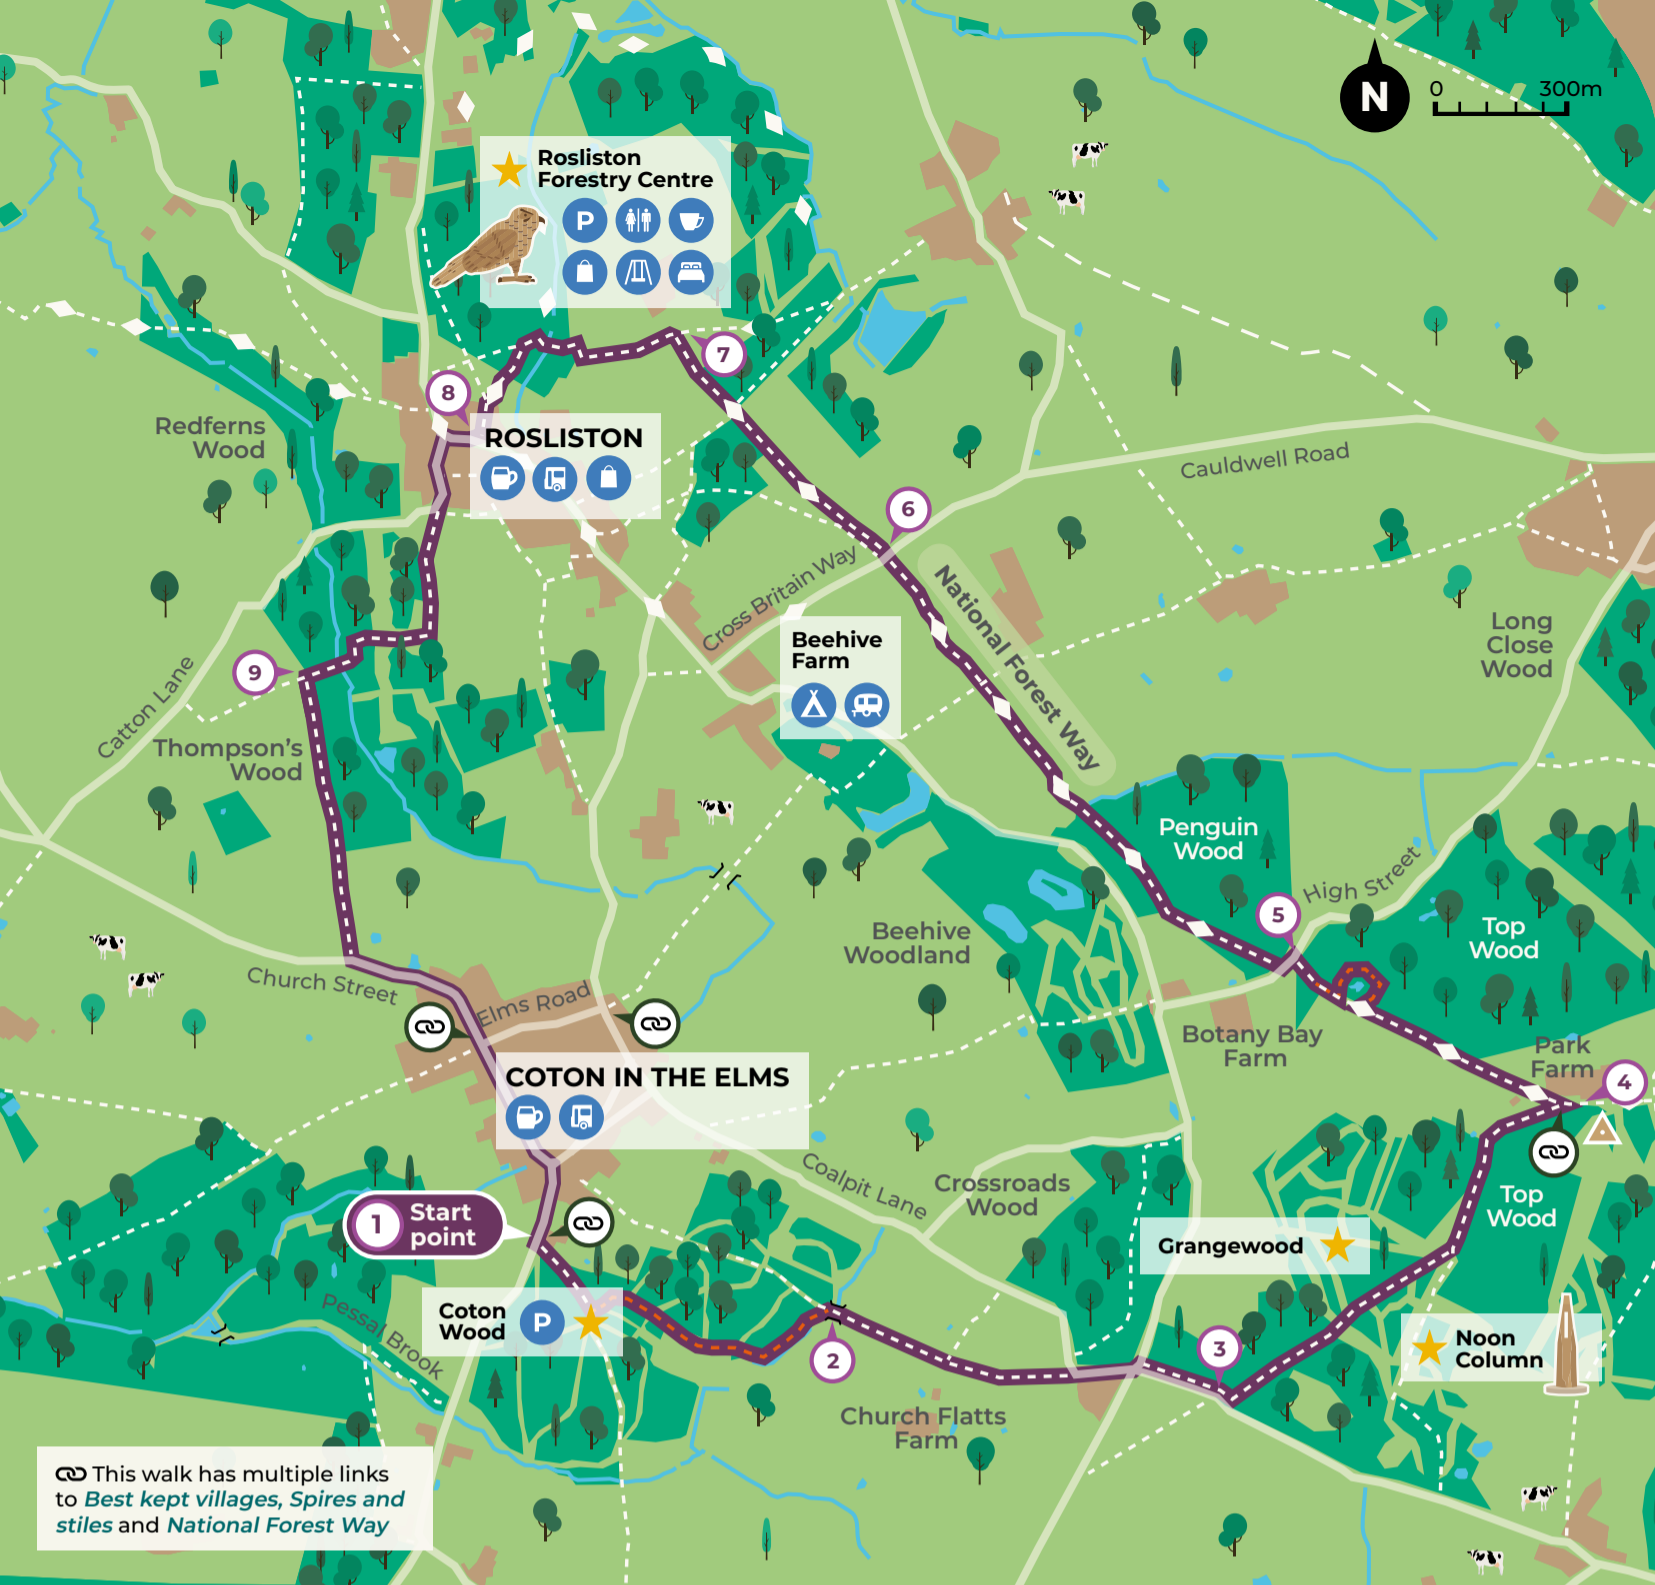 N
0 300m
Rosliston
Forestry Centre
P
7
8
Redferns
Wood
ROSLISTON
Cauldwell Road
6
Cross Britain Way
National Forest Way
Long
Close
Wood
Beehive
Farm
9
Catton Lane
Thompson's
Wood
Penguin
Wood
High Street
5
Top
Wood
Beehive
Woodland
Church Street
Elms Road
Botany Bay
Farm
Park
Farm
4
COTON IN THE ELMS
Coalpit Lane
Crossroads
Wood
Top
Wood
1 Start
point
Grangewood
Pessal Brook
Coton
Wood
P
2
3
Noon
Column
Church Flatts
Farm
This walk has multiple links
to Best kept villages, Spires and
stiles and National Forest Way